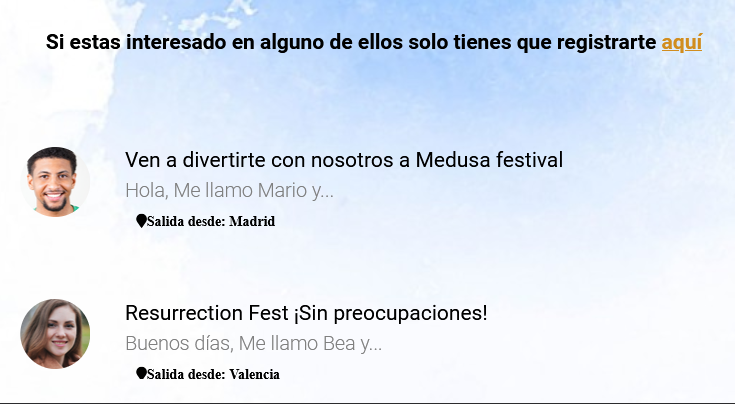 Si estas interesado en alguno de ellos solo tienes que registrarte aquí
Ven a divertirte con nosotros a Medusa festival
Hola, Me llamo Mario y...
Salida desde: Madrid
Resurrection Fest ¡Sin preocupaciones!
Buenos días, Me llamo Bea y...
Salida desde: Valencia